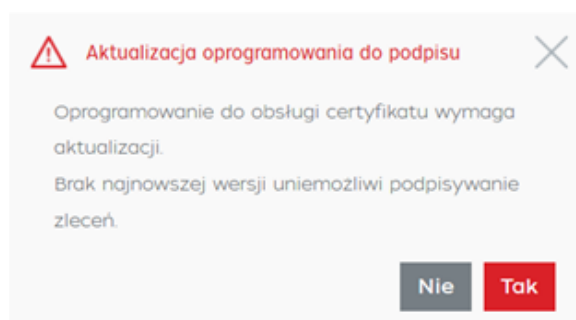 Aktualizacja oprogramowania do podpisu
Oprogramowanie do obsługi certyfikatu wymaga
aktualizacji.
Brak najnowszej wersji uniemożliwi podpisywanie
zleceń.
Nie Tak